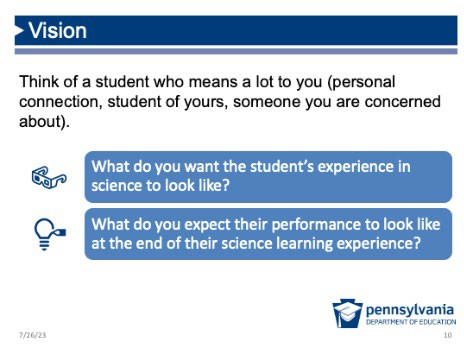 Vision
Think of a student who means a lot to you (personal
connection, student of yours, someone you are concerned
about).
What do you want the student’s experience in
science to look like?
What do you expect their performance to look like
at the end of their science learning experience?
pennsylvania
DEPARTMENT OF EDUCATION
7/26/23
10